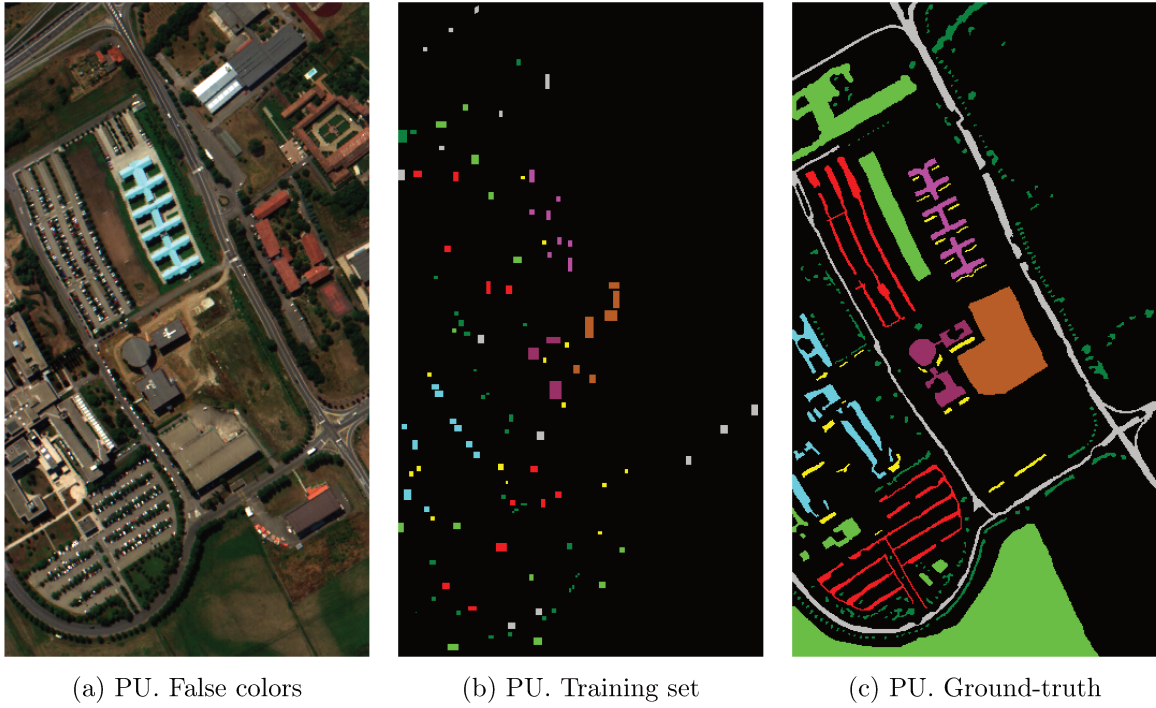 (a) PU. False colors
(b) PU. Training set
(c) PU. Ground-truth